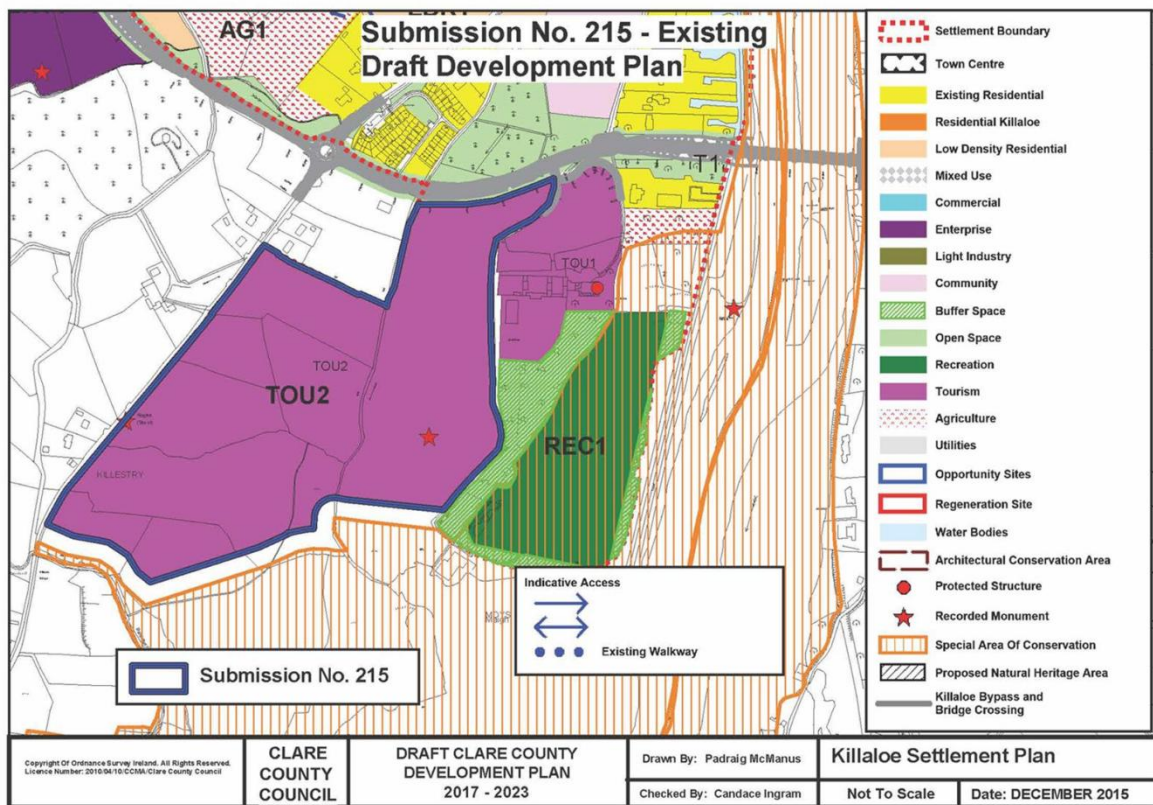 AG1
Submission No. 215 - Existing
Draft Development Plan
T1
TOU1
TOU2
TOU2
KILLESTRY
REC1
Indicative Access
Existing Walkway
Submission No. 215
Settlement Boundary
Town Centre
Existing Residential
Residential Killaloe
Low Density Residential
Mixed Use
Commercial
Enterprise
Light Industry
Community
Buffer Space
Open Space
Recreation
Tourism
Agriculture
Utilities
Opportunity Sites
Regeneration Site
Water Bodies
Architectural Conservation Area
Protected Structure
Recorded Monument
Special Area Of Conservation
Proposed Natural Heritage Area
Killaloe Bypass and
Bridge Crossing
Copyright Of Ordnance Survey Ireland. All Rights Reserved.
Licence Number: 2010/04/10/CCMA/Clare County Council
CLARE
COUNTY
COUNCIL
DRAFT CLARE COUNTY
DEVELOPMENT PLAN
2017 - 2023
Drawn By: Padraig McManus
Checked By: Candace Ingram
Killaloe Settlement Plan
Not To Scale
Date: DECEMBER 2015